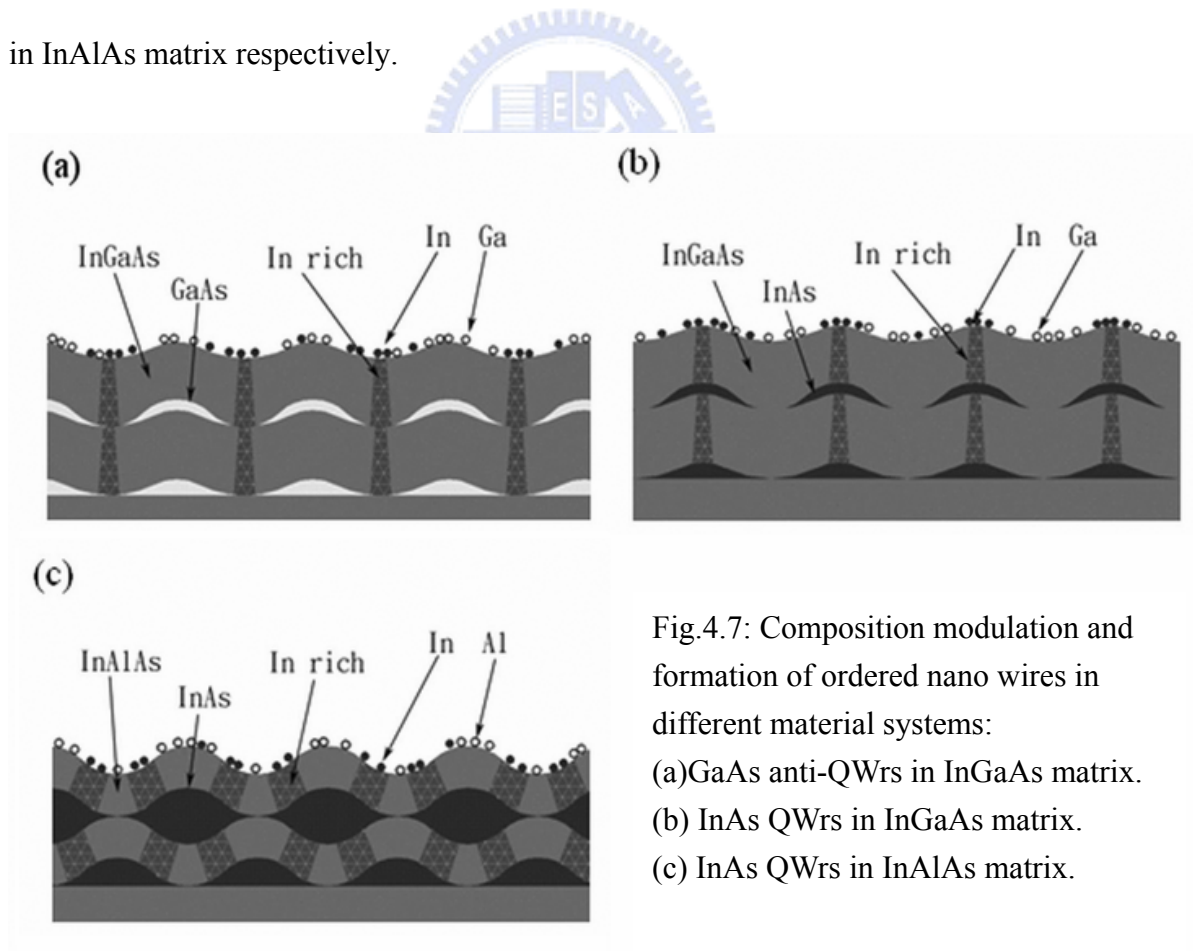 in InAlAs matrix respectively.
E S A
(a)
InGaAs
GaAs
In rich
In Ga
(b)
InGaAs
InAs
In rich
In Ga
(c)
InAlAs
InAs
In rich
In Al
Fig.4.7: Composition modulation and
formation of ordered nano wires in
different material systems:
(a)GaAs anti-QWrs in InGaAs matrix.
(b) InAs QWrs in InGaAs matrix.
(c) InAs QWrs in InAlAs matrix.